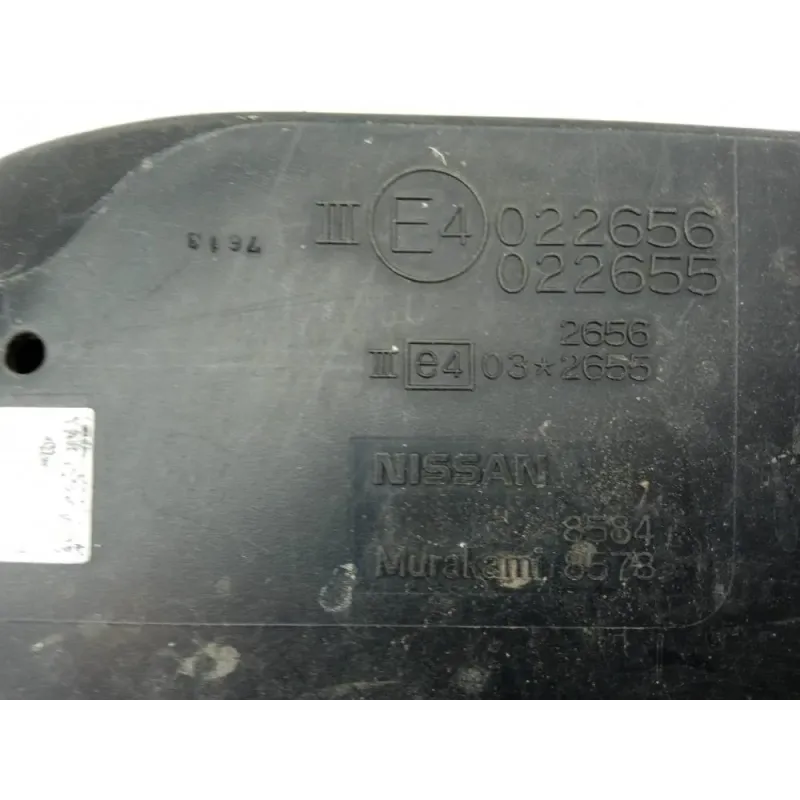 III E4 022656
022655
7613
2656
III e4 03*2655
NISSAN
8584
Murakami 8578